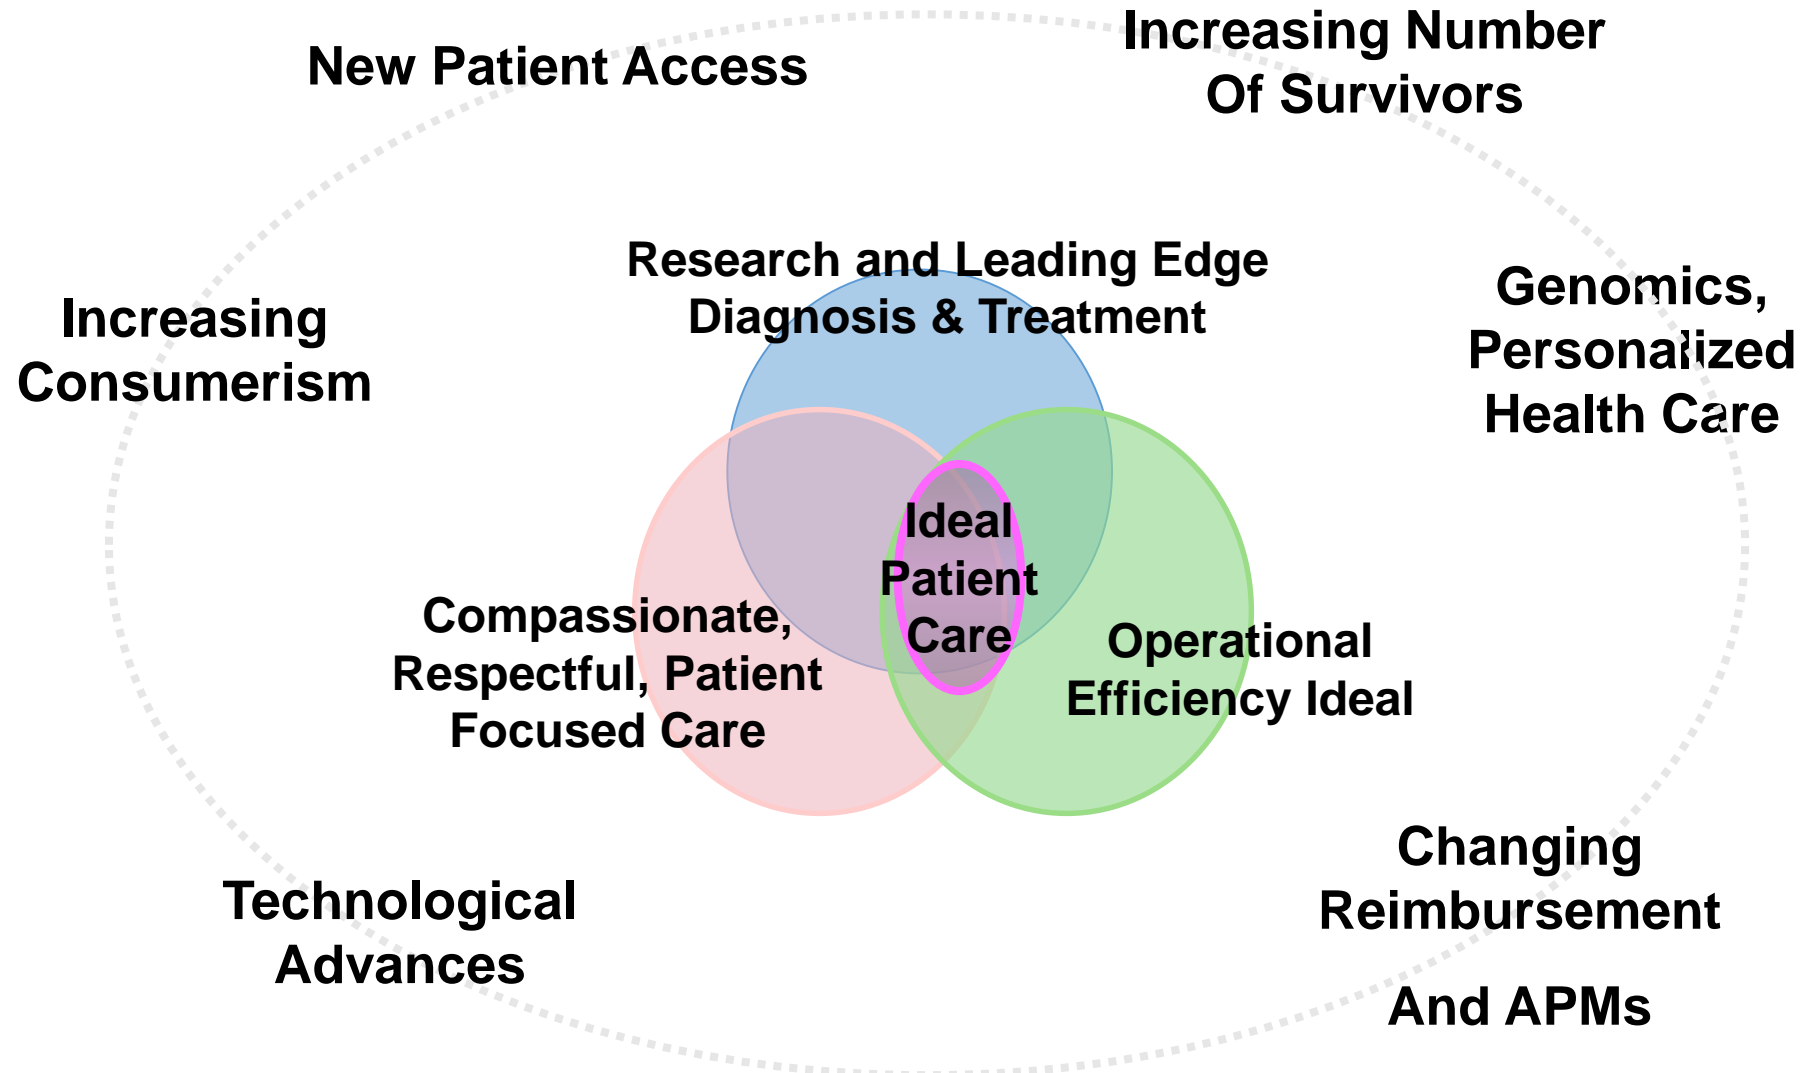 New Patient Access
Increasing Number
Of Survivors
Research and Leading Edge
Diagnosis & Treatment
Increasing
Consumerism
Genomics,
Personalized
Health Care
Ideal
Patient
Care
Compassionate,
Respectful, Patient
Focused Care
Operational
Efficiency Ideal
Technological
Advances
Changing
Reimbursement
And APMs